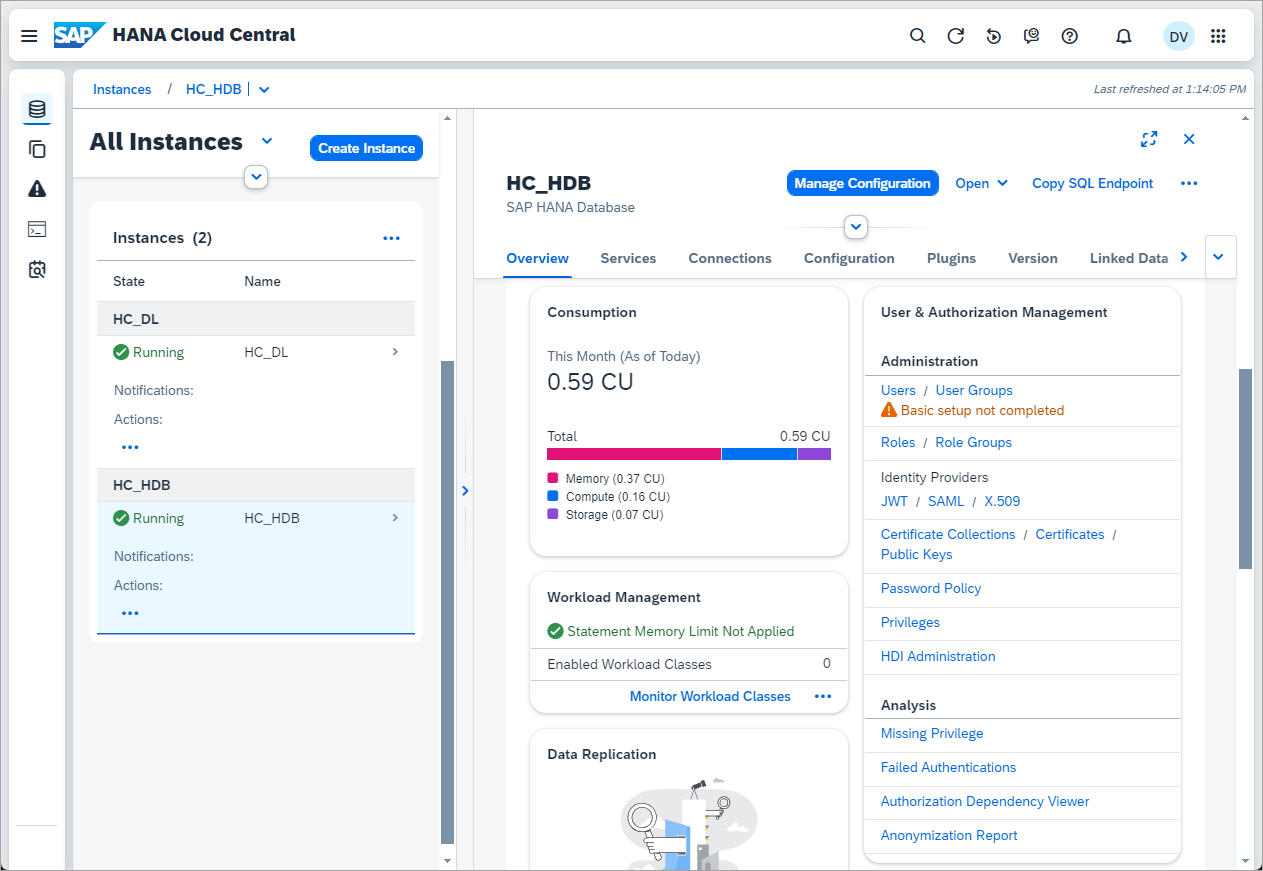 SAP HANA Cloud Central
DV
Instances / HC_HDB
Last refreshed at 1:14:05 PM
All Instances
Create Instance
Instances (2)
State Name
HC_DL
Running HC_DL
Notifications:
Actions:
HC_HDB
Running HC_HDB
Notifications:
Actions:
HC_HDB
SAP HANA Database
Manage Configuration Open Copy SQL Endpoint
Overview Services Connections Configuration Plugins Version Linked Data
Consumption
This Month (As of Today)
0.59 CU
Total 0.59 CU
Memory (0.37 CU)
Compute (0.16 CU)
Storage (0.07 CU)
Workload Management
Statement Memory Limit Not Applied
Enabled Workload Classes 0
Monitor Workload Classes
Data Replication
User & Authorization Management
Administration
Users / User Groups
Basic setup not completed
Roles / Role Groups
Identity Providers
JWT / SAML / X.509
Certificate Collections / Certificates /
Public Keys
Password Policy
Privileges
HDI Administration
Analysis
Missing Privilege
Failed Authentications
Authorization Dependency Viewer
Anonymization Report